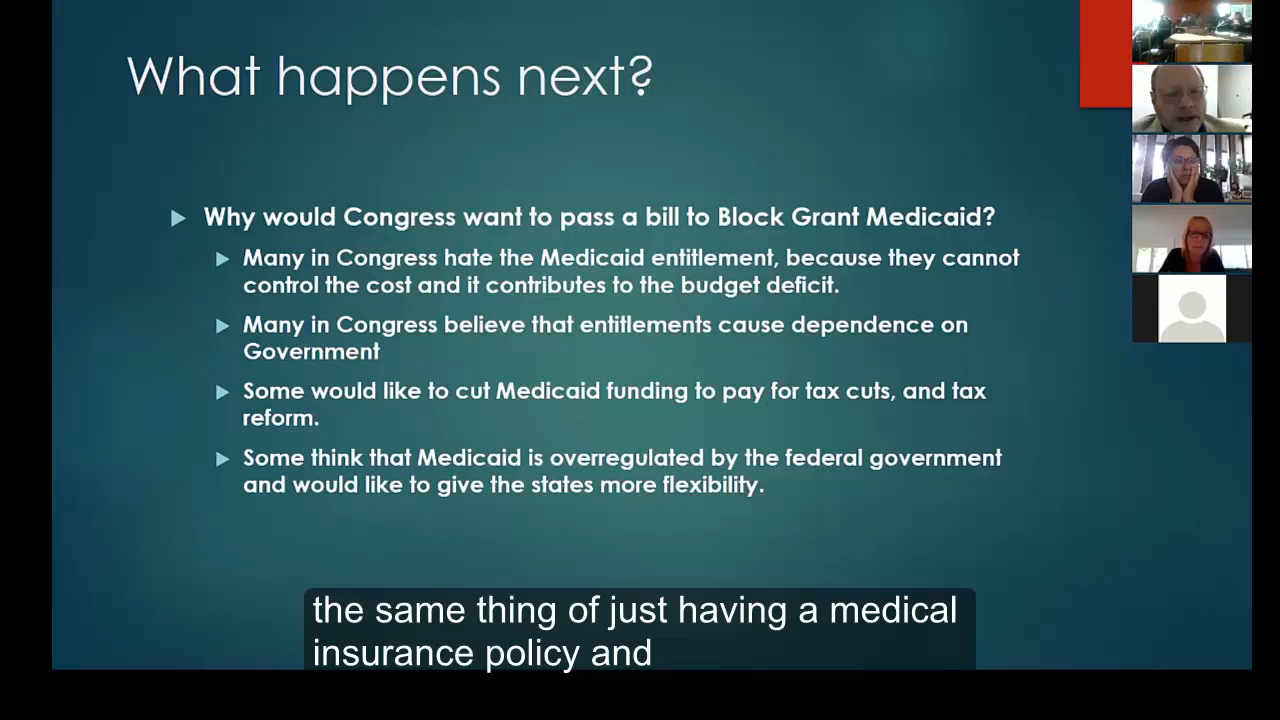 What happens next?
Why would Congress want to pass a bill to Block Grant Medicaid?
Many in Congress hate the Medicaid entitlement, because they cannot
control the cost and it contributes to the budget deficit.
Many in Congress believe that entitlements cause dependence on
Government
Some would like to cut Medicaid funding to pay for tax cuts, and tax
reform.
Some think that Medicaid is overregulated by the federal government
and would like to give the states more flexibility.
the same thing of just having a medical
insurance policy and